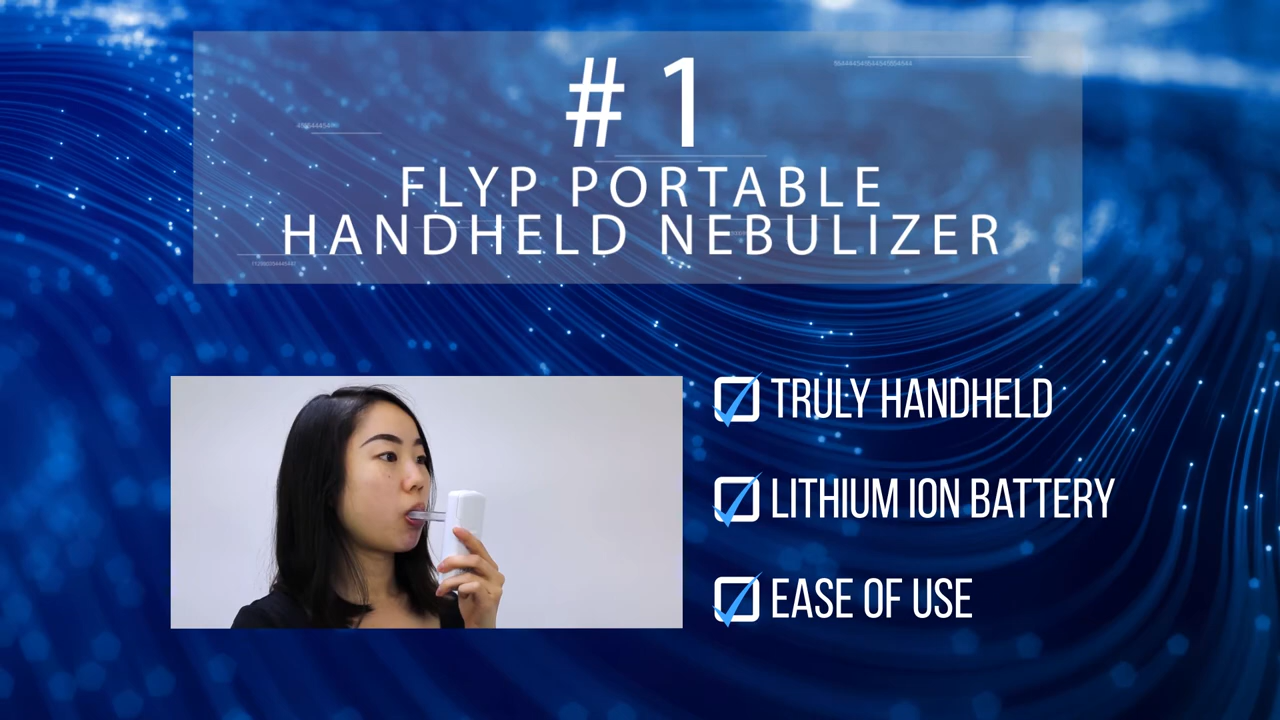 # 1
FLYP PORTABLE
HANDHELD NEBULIZER
TRULY HANDHELD
LITHIUM ION BATTERY
EASE OF USE